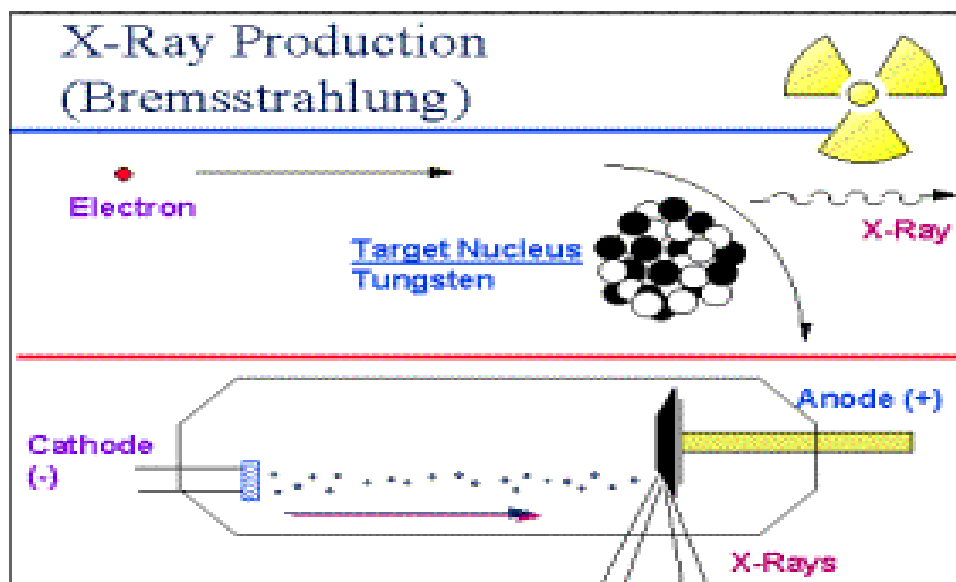 X-Ray Production
(Bremsstrahlung)
Electron
X-Ray
Target Nucleus
Tungsten
Anode (+)
Cathode
(-)
X-Rays